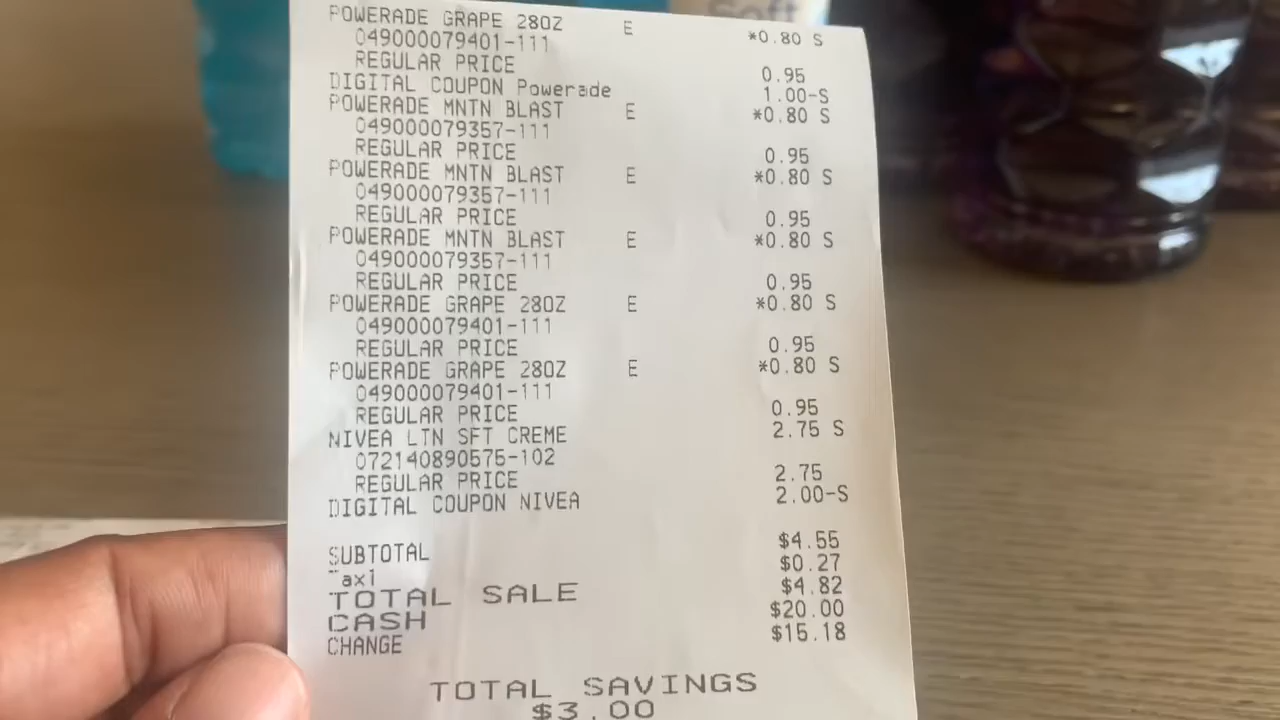 Soft
POWERADE GRAPE 28OZ E *0.80 S
049000079401-111
REGULAR PRICE 0.95
DIGITAL COUPON Powerade 1.00-S
POWERADE MNTN BLAST E *0.80 S
049000079357-111
REGULAR PRICE 0.95
POWERADE MNTN BLAST E *0.80 S
049000079357-111
REGULAR PRICE 0.95
POWERADE MNTN BLAST E *0.80 S
049000079357-111
REGULAR PRICE 0.95
POWERADE GRAPE 28OZ E *0.80 S
049000079401-111
REGULAR PRICE 0.95
POWERADE GRAPE 28OZ E *0.80 S
049000079401-111
REGULAR PRICE 0.95
NIVEA LTN SFT CREME 2.75 S
072140890575-102
REGULAR PRICE 2.75
DIGITAL COUPON NIVEA 2.00-S
SUBTOTAL $4.55
Tax1 $0.27
TOTAL SALE $4.82
CASH $20.00
CHANGE $15.18
TOTAL SAVINGS
$3.00